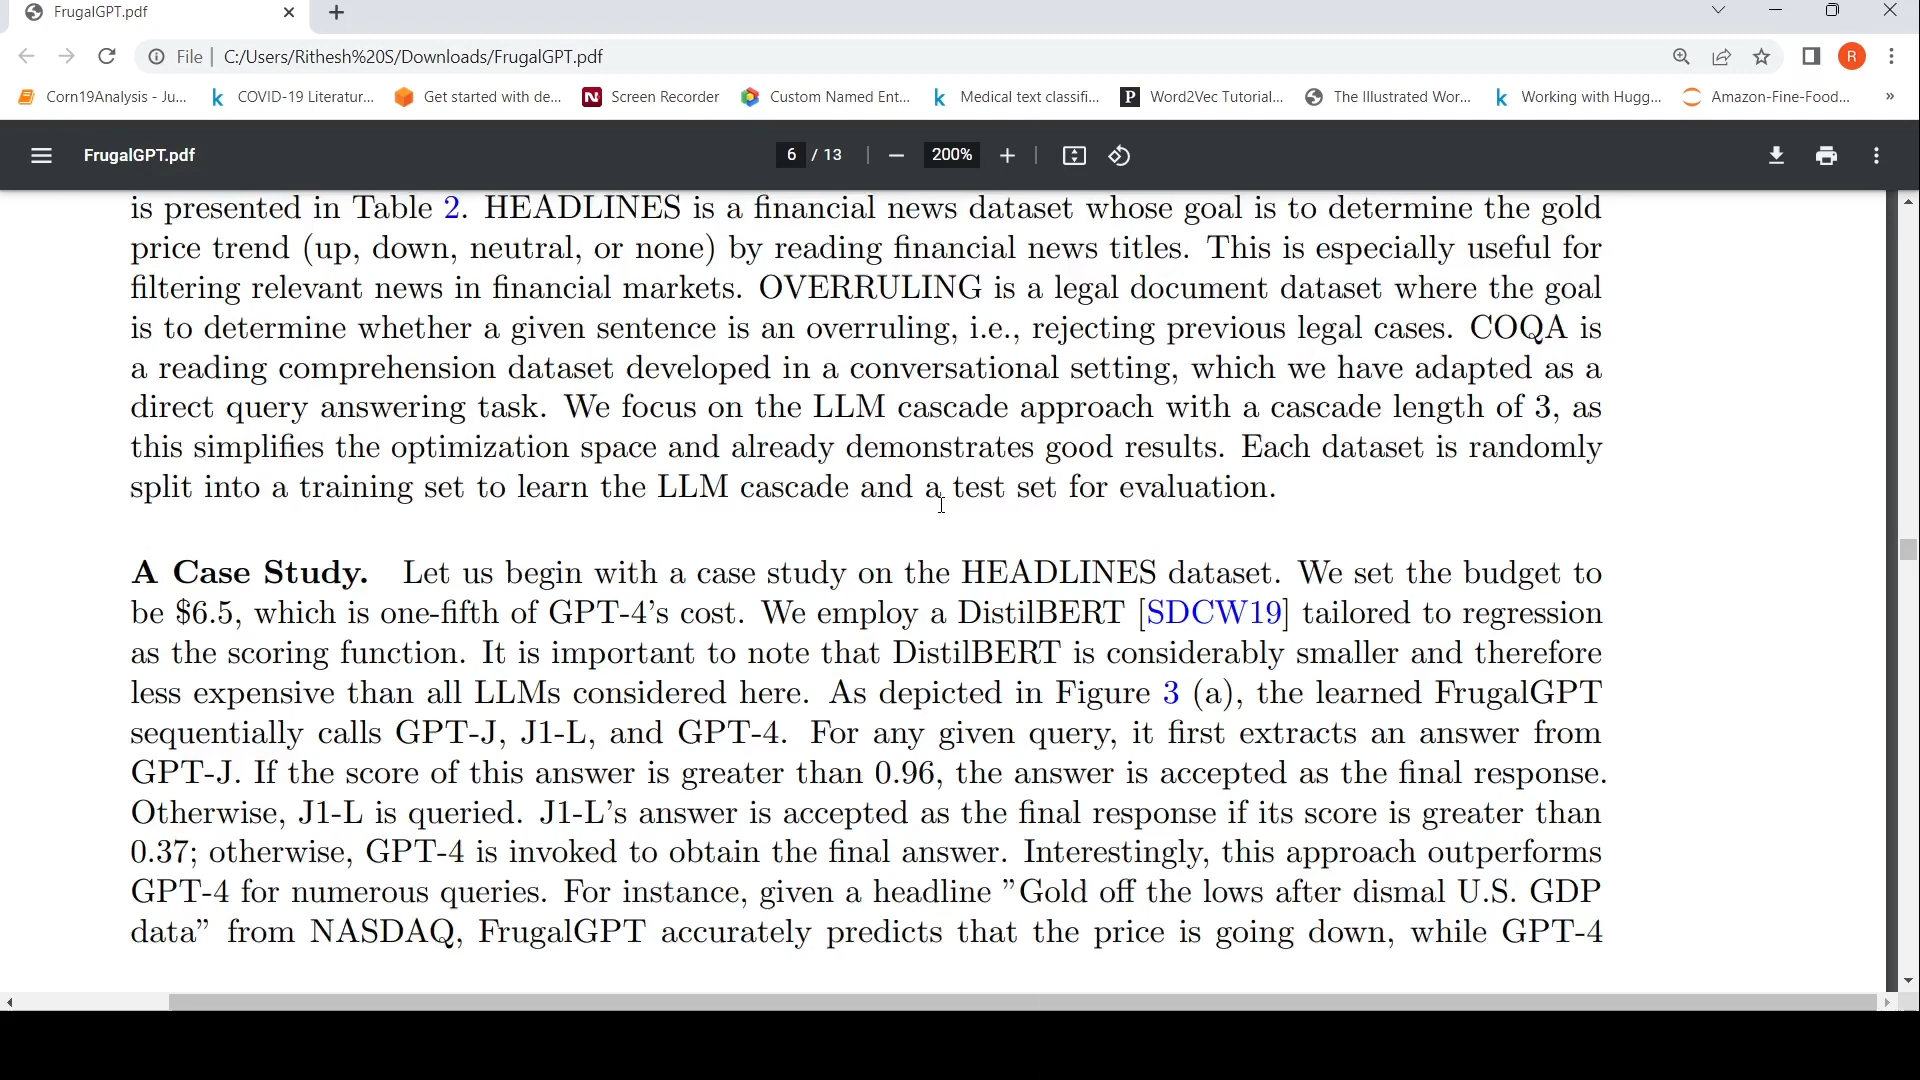 FrugalGPT.pdf
File | C:/Users/Rithesh%20S/Downloads/FrugalGPT.pdf
R
Corn19Analysis - Ju... COVID-19 Literatur... Get started with de... Screen Recorder Custom Named Ent... Medical text classifi... Word2Vec Tutorial... The Illustrated Wor... Working with Hugg... Amazon-Fine-Food... »
FrugalGPT.pdf 6 / 13 200%
is presented in Table 2. HEADLINES is a financial news dataset whose goal is to determine the gold
price trend (up, down, neutral, or none) by reading financial news titles. This is especially useful for
filtering relevant news in financial markets. OVERRULING is a legal document dataset where the goal
is to determine whether a given sentence is an overruling, i.e., rejecting previous legal cases. COQA is
a reading comprehension dataset developed in a conversational setting, which we have adapted as a
direct query answering task. We focus on the LLM cascade approach with a cascade length of 3, as
this simplifies the optimization space and already demonstrates good results. Each dataset is randomly
split into a training set to learn the LLM cascade and a test set for evaluation.
A Case Study. Let us begin with a case study on the HEADLINES dataset. We set the budget to
be $6.5, which is one-fifth of GPT-4's cost. We employ a DistilBERT [SDCW19] tailored to regression
as the scoring function. It is important to note that DistilBERT is considerably smaller and therefore
less expensive than all LLMs considered here. As depicted in Figure 3 (a), the learned FrugalGPT
sequentially calls GPT-J, J1-L, and GPT-4. For any given query, it first extracts an answer from
GPT-J. If the score of this answer is greater than 0.96, the answer is accepted as the final response.
Otherwise, J1-L is queried. J1-L's answer is accepted as the final response if its score is greater than
0.37; otherwise, GPT-4 is invoked to obtain the final answer. Interestingly, this approach outperforms
GPT-4 for numerous queries. For instance, given a headline ”Gold off the lows after dismal U.S. GDP
data” from NASDAQ, FrugalGPT accurately predicts that the price is going down, while GPT-4